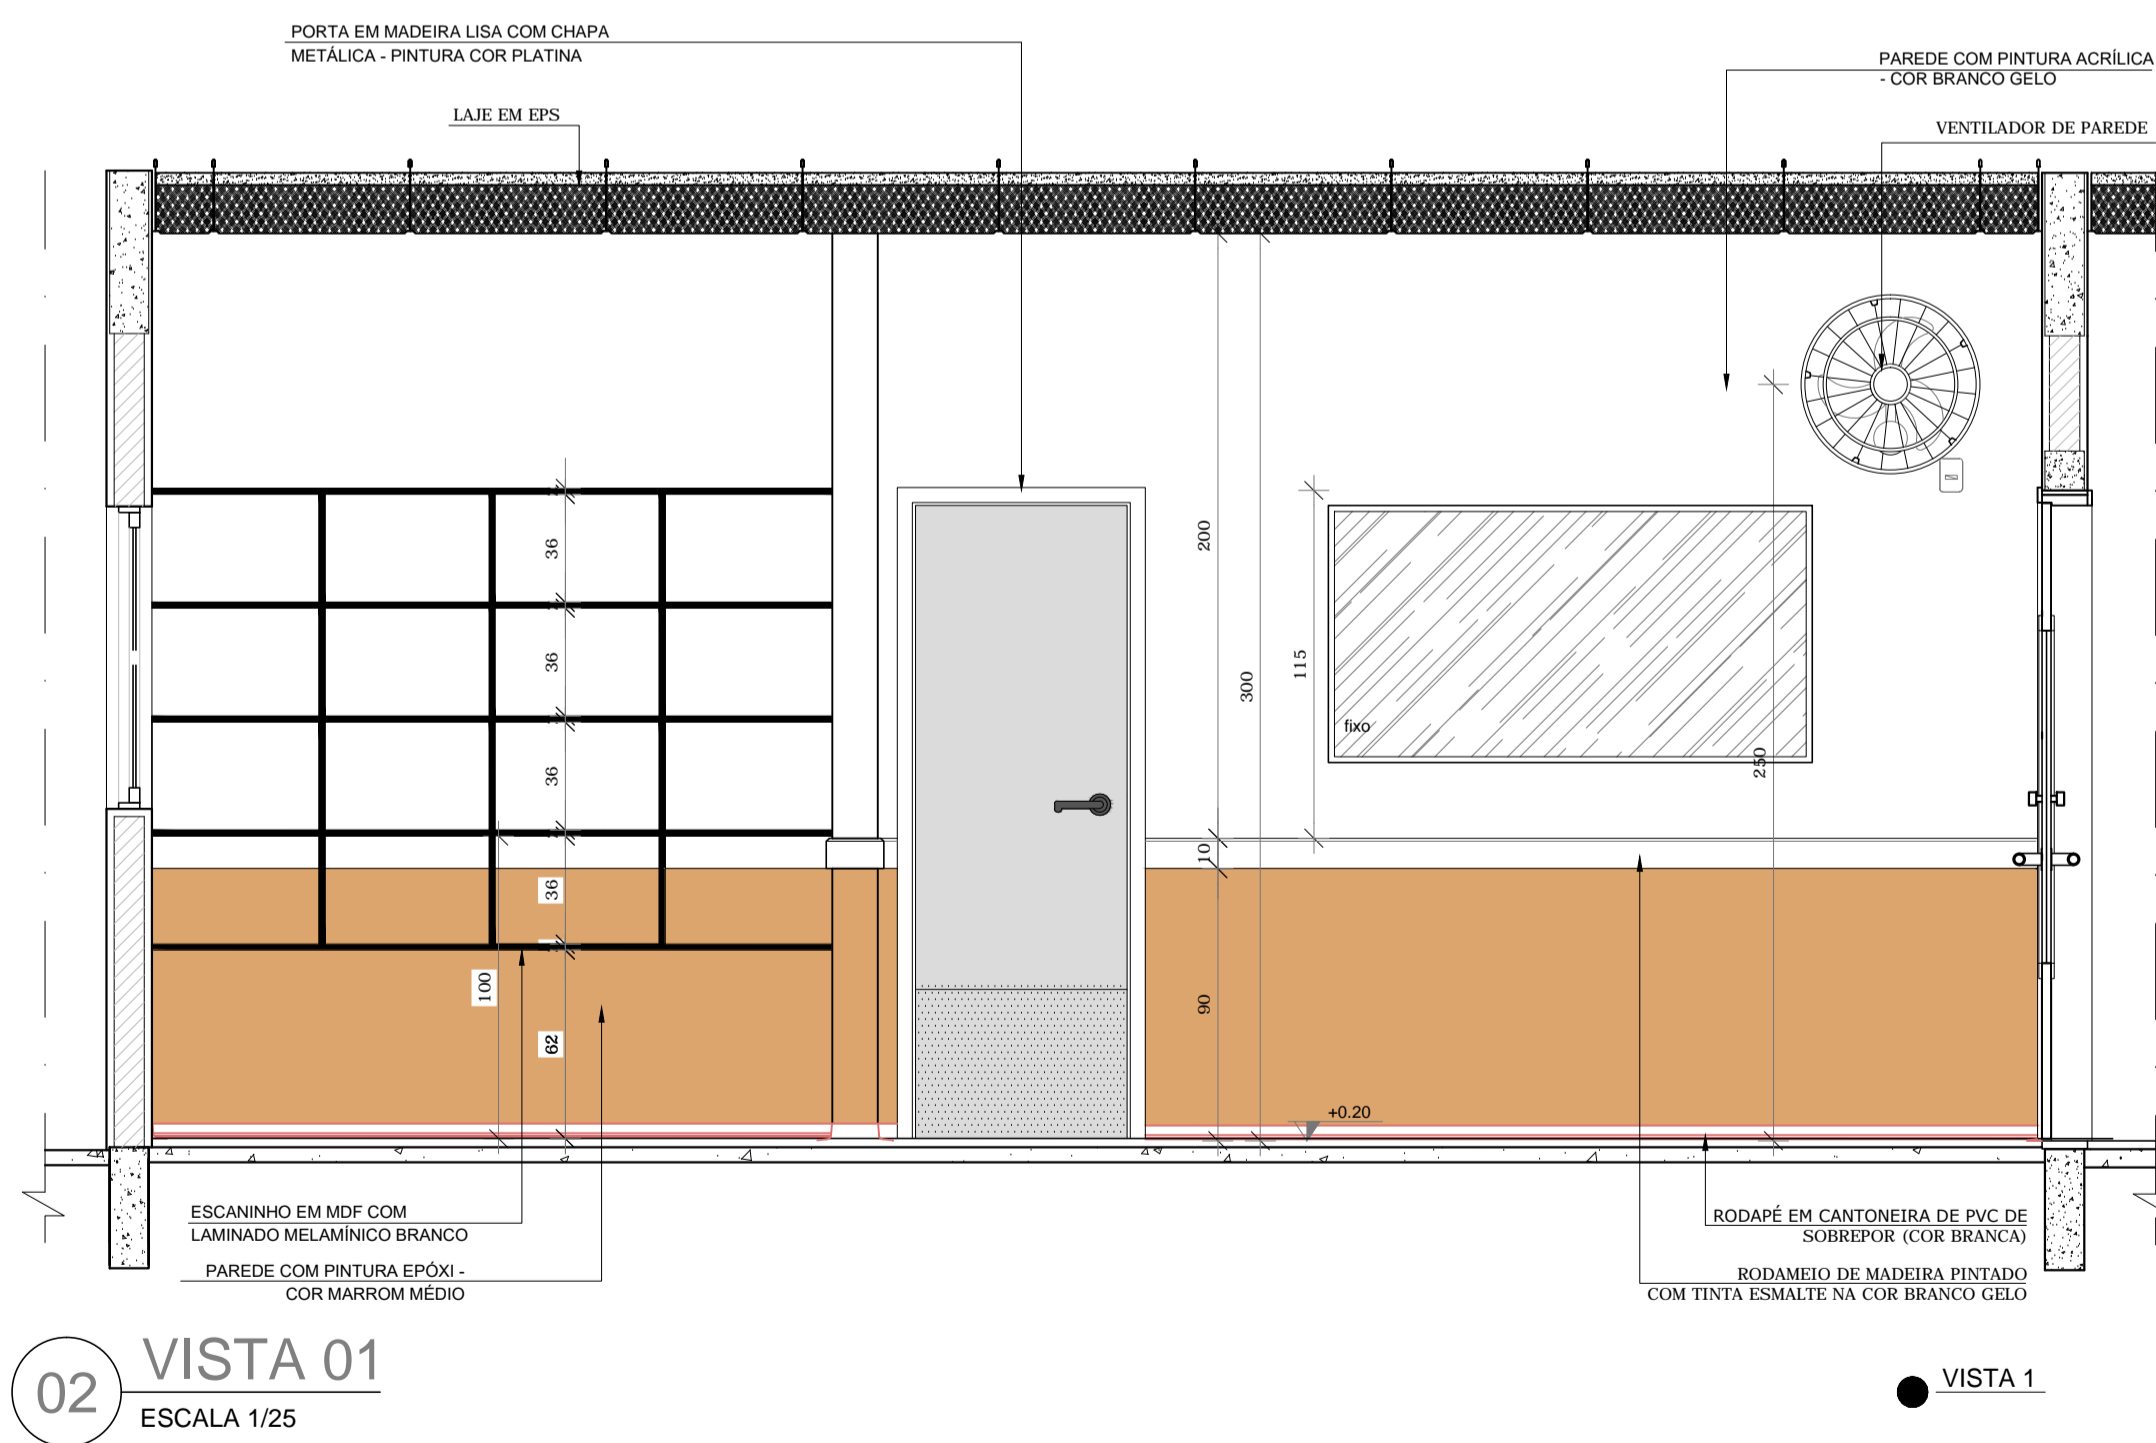 PORTA EM MADEIRA LISA COM CHAPA
METÁLICA - PINTURA COR PLATINA
PAREDE COM PINTURA ACRÍLICA
- COR BRANCO GELO
LAJE EM EPS
VENTILADOR DE PAREDE
36
36
36
36
100
62
200
300
115
10
90
250
fixo
+0.20
ESCANINHO EM MDF COM
LAMINADO MELAMÍNICO BRANCO
PAREDE COM PINTURA EPÓXI -
COR MARROM MÉDIO
RODAPÉ EM CANTONEIRA DE PVC DE
SOBREPOR (COR BRANCA)
RODAMEIO DE MADEIRA PINTADO
COM TINTA ESMALTE NA COR BRANCO GELO
02
VISTA 01
ESCALA 1/25
VISTA 1